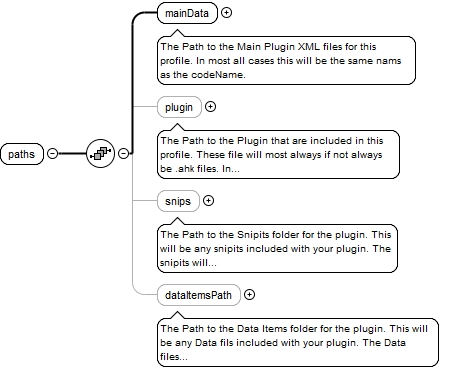 mainData
The Path to the Main Plugin XML files for this
profile. In most all cases this will be the same nams
as the codeName.
plugin
The Path to the Plugin that are included in this
profile. These file will most always if not always
be .ahk files. In...
paths
snips
The Path to the Snipits folder for the plugin. This
will be any snipits included with your plugin. The
snipits will...
dataItemsPath
The Path to the Data Items folder for the plugin. This will
be any Data fils included with your plugin. The Data
files...